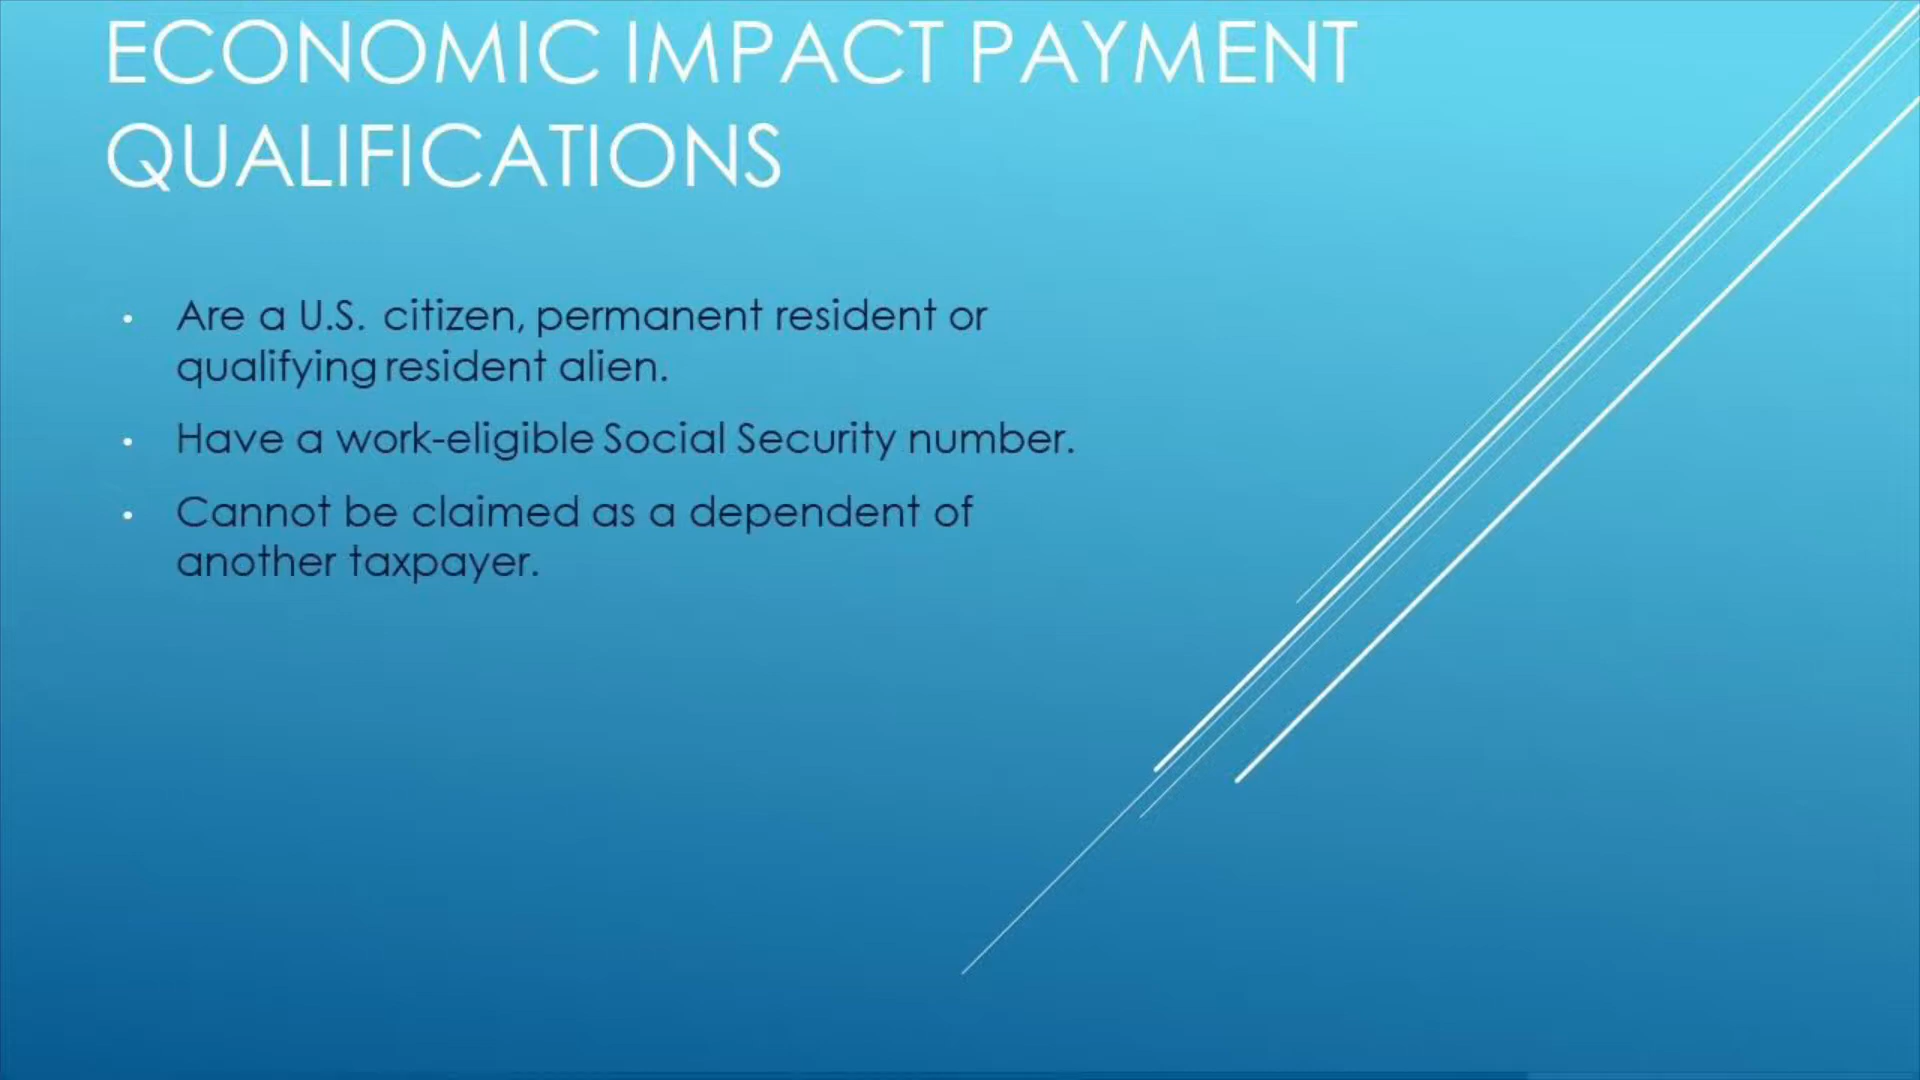 ECONOMIC IMPACT PAYMENT
QUALIFICATIONS
• Are a U.S. citizen, permanent resident or
qualifying resident alien.
• Have a work-eligible Social Security number.
• Cannot be claimed as a dependent of
another taxpayer.